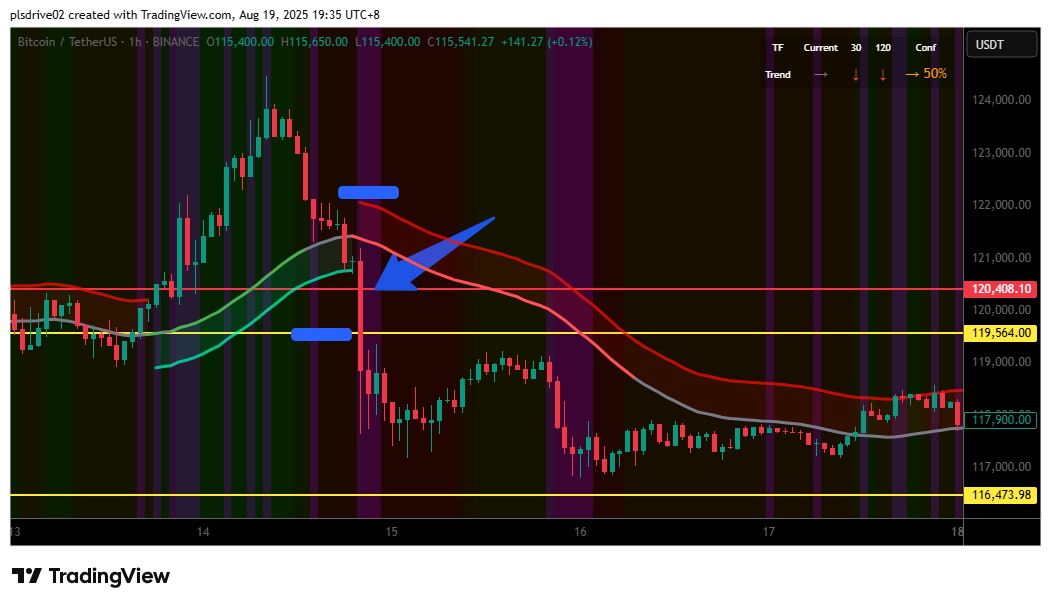 plsdrive02 created with TradingView.com, Aug 19, 2025 19:35 UTC+8
Bitcoin / TetherUS · 1h · BINANCE O115,400.00 H115,650.00 L115,400.00 C115,541.27 +141.27 (+0.12%)
TF Current 30 120 Conf
Trend → ↓ ↓ → 50%
USDT
124,000.00
123,000.00
122,000.00
121,000.00
120,408.10
120,000.00
119,564.00
119,000.00
117,900.00
117,000.00
116,473.98
13 14 15 16 17 18
TradingView